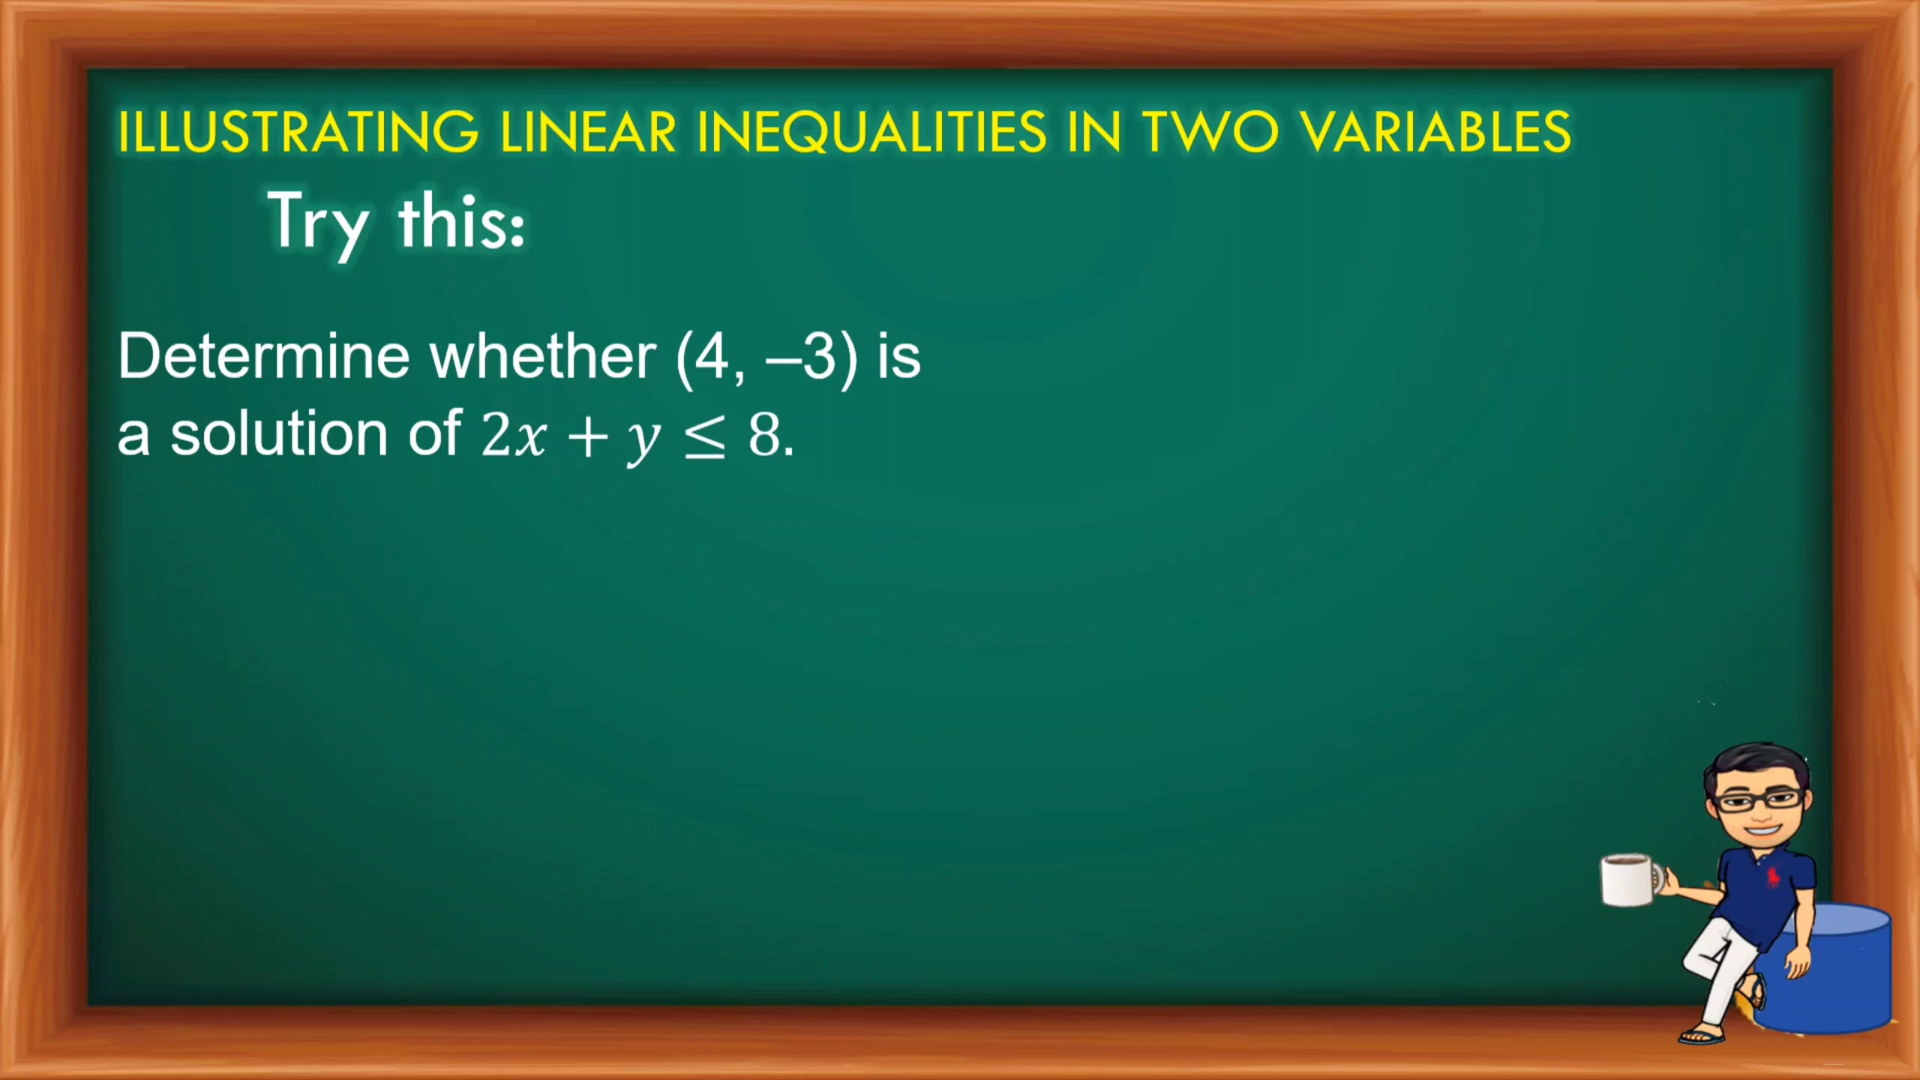 ILLUSTRATING LINEAR INEQUALITIES IN TWO VARIABLES
Try this:
Determine whether (4, –3) is
a solution of 2𝑥 + 𝑦 ≤ 8.